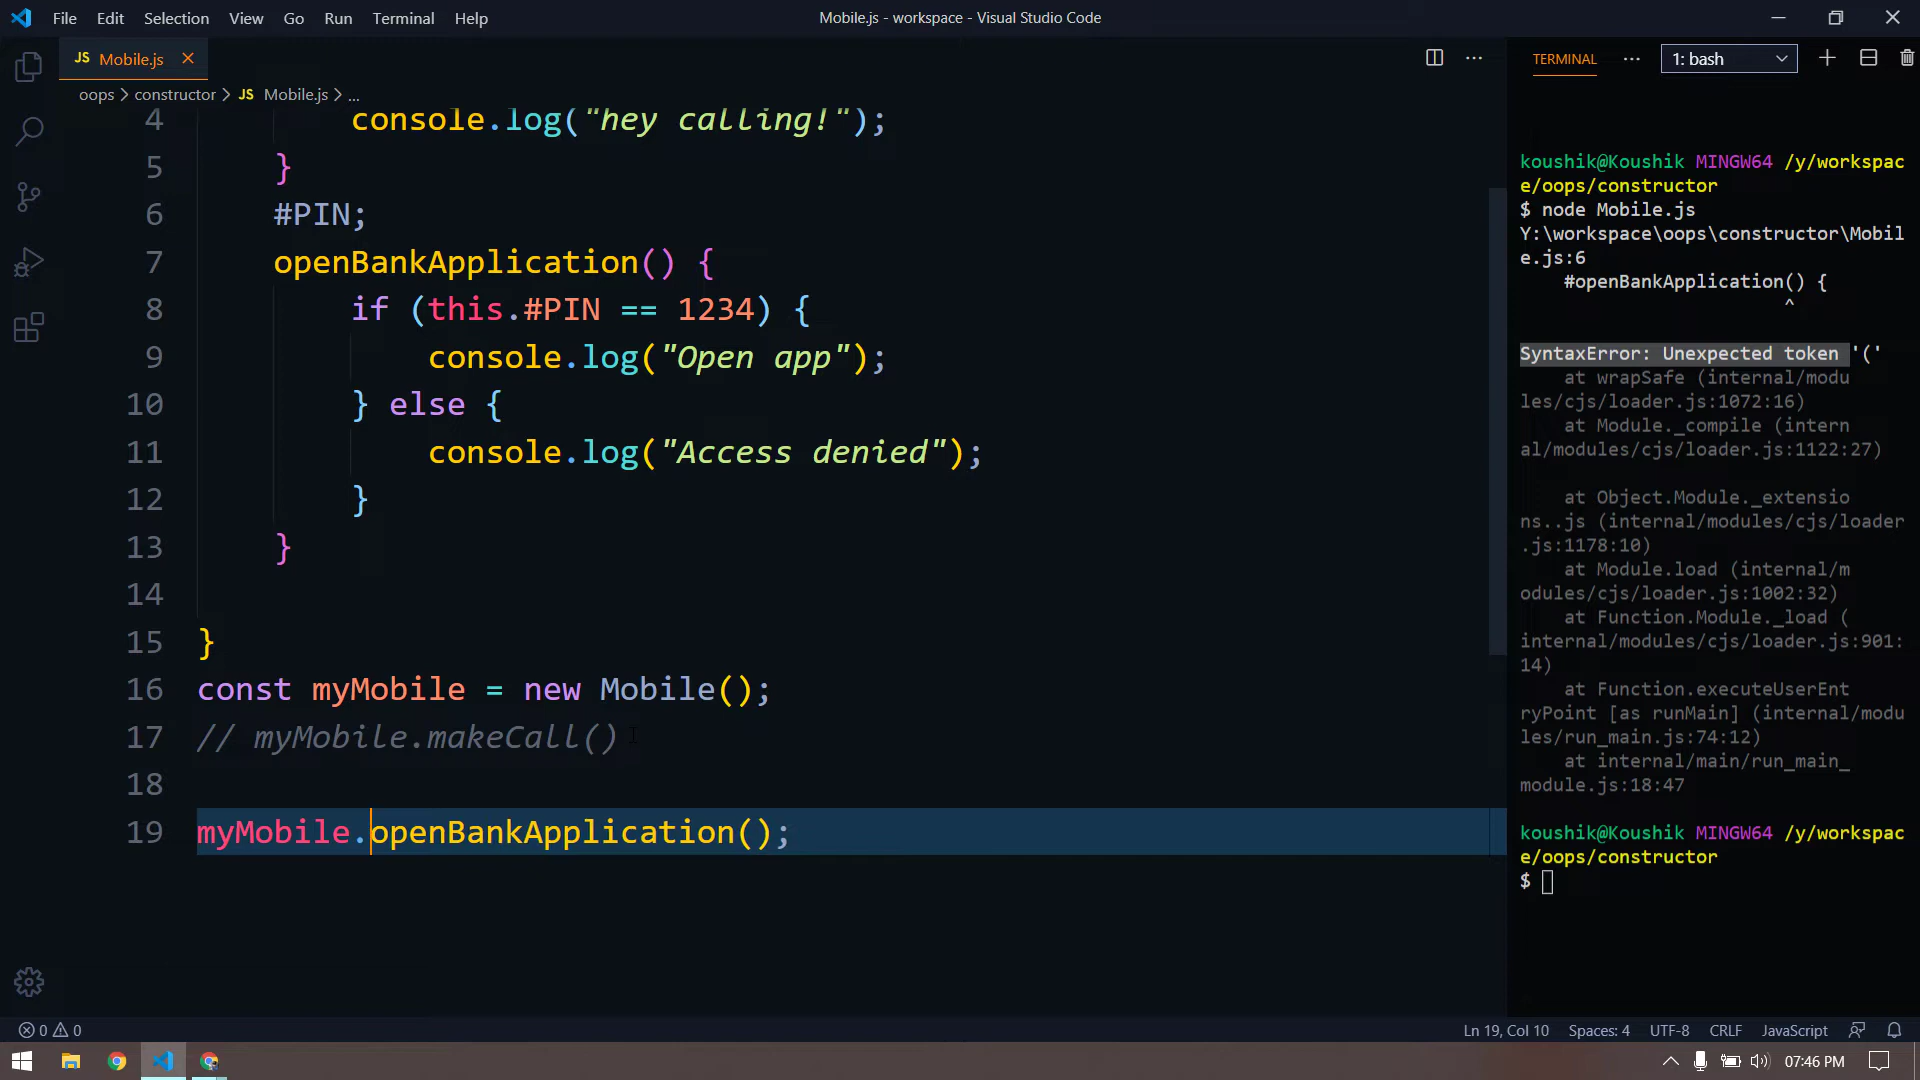 File Edit Selection View Go Run Terminal Help
Mobile.js - workspace - Visual Studio Code
JS Mobile.js
oops > constructor > JS Mobile.js > ...
4 console.log("hey calling!");
5 }
6 #PIN;
7 openBankApplication() {
8 if (this.#PIN == 1234) {
9 console.log("Open app");
10 } else {
11 console.log("Access denied");
12 }
13 }
14
15 }
16 const myMobile = new Mobile();
17 // myMobile.makeCall()
18
19 myMobile.openBankApplication();
TERMINAL ... 1: bash
koushik@Koushik MINGW64 /y/workspac
e/oops/constructor
$ node Mobile.js
Y:\workspace\oops\constructor\Mobil
e.js:6
#openBankApplication() {
^
SyntaxError: Unexpected token '('
at wrapSafe (internal/modu
les/cjs/loader.js:1072:16)
at Module._compile (intern
al/modules/cjs/loader.js:1122:27)
at Object.Module._extensio
ns..js (internal/modules/cjs/loader
.js:1178:10)
at Module.load (internal/m
odules/cjs/loader.js:1002:32)
at Function.Module._load (
internal/modules/cjs/loader.js:901:
14)
at Function.executeUserEnt
ryPoint [as runMain] (internal/modu
les/run_main.js:74:12)
at internal/main/run_main_
module.js:18:47
koushik@Koushik MINGW64 /y/workspac
e/oops/constructor
$
0 0
Ln 19, Col 10 Spaces: 4 UTF-8 CRLF JavaScript
07:46 PM